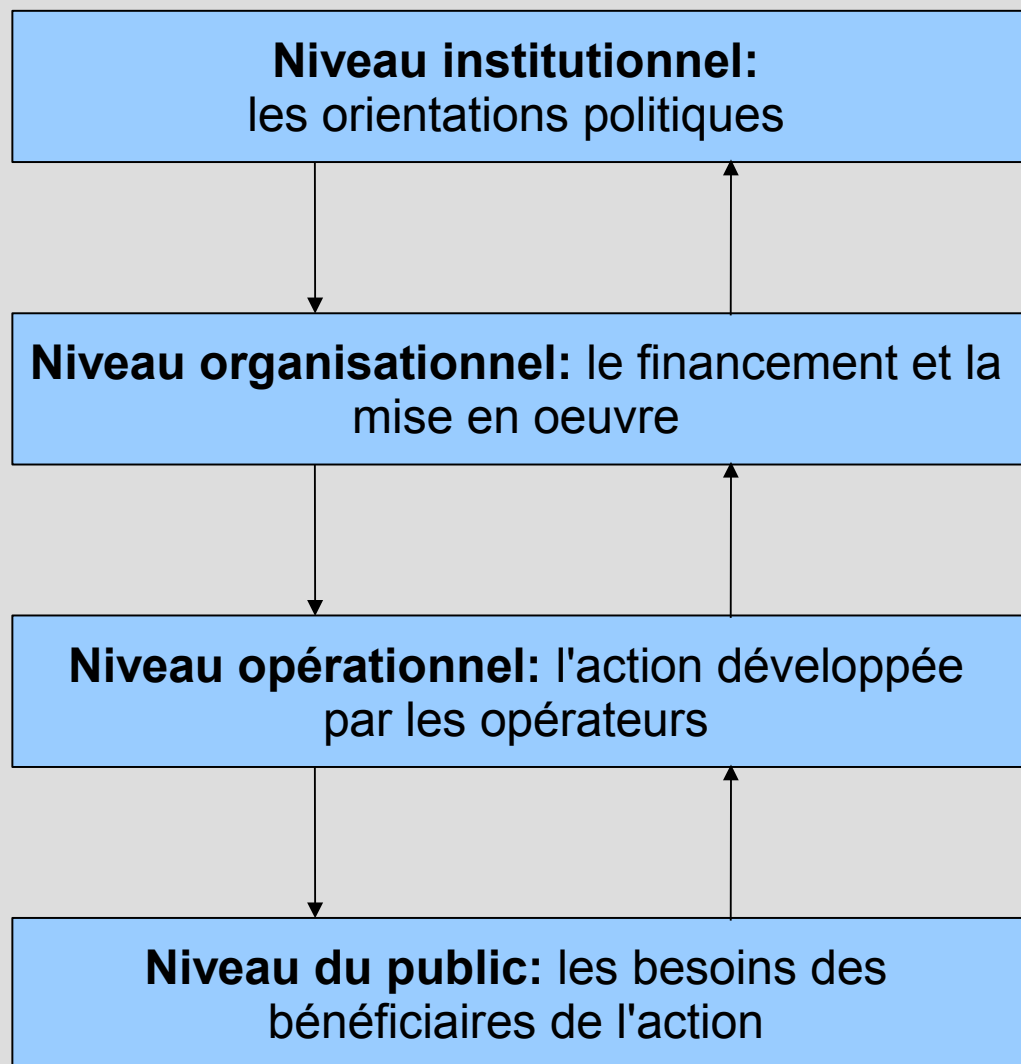 Niveau institutionnel:
les orientations politiques
Niveau organisationnel: le financement et la
mise en oeuvre
Niveau opérationnel: l'action développée
par les opérateurs
Niveau du public: les besoins des
bénéficiaires de l'action